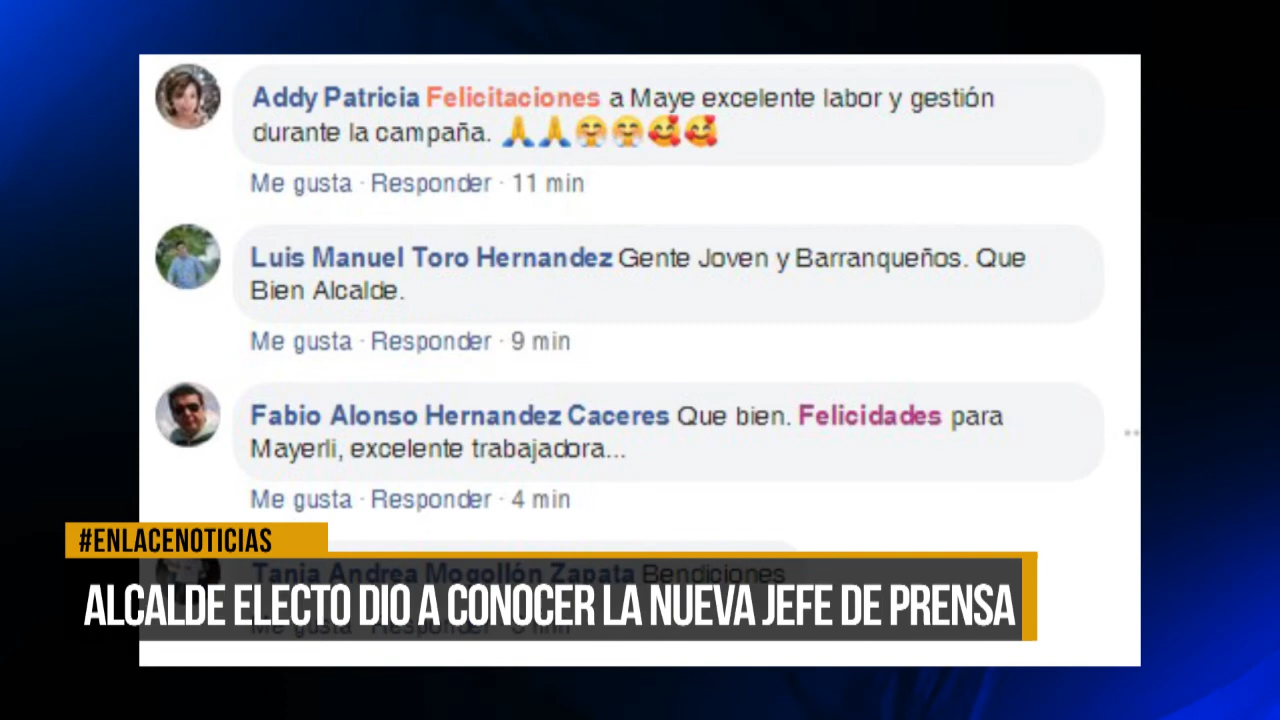 Addy Patricia Felicitaciones a Maye excelente labor y gestión
durante la campaña. 🙏🙏🤗🤗🥰🥰
Me gusta · Responder · 11 min
Luis Manuel Toro Hernandez Gente Joven y Barranqueños. Que
Bien Alcalde.
Me gusta · Responder · 9 min
Fabio Alonso Hernandez Caceres Que bien. Felicidades para
Mayerli, excelente trabajadora...
Me gusta · Responder · 4 min
#ENLACENOTICIAS
Tania Andrea Mogollón Zapata Bendiciones
ALCALDE ELECTO DIO A CONOCER LA NUEVA JEFE DE PRENSA
Me gusta · Responder ·